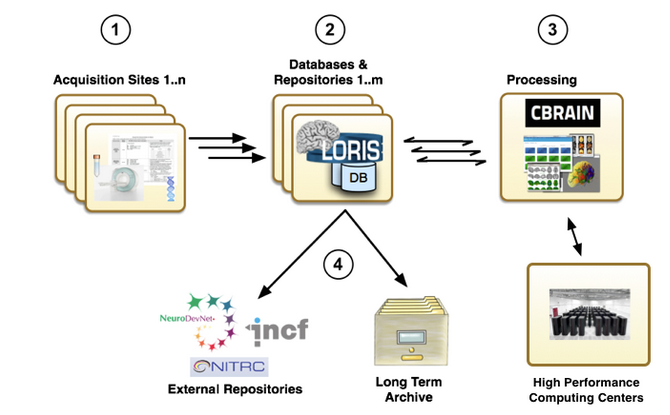 1
2
3
Acquisition Sites 1..n
Databases &
Repositories 1..m
Processing
CBRAIN
LORIS
DB
4
NeuroDevNet
incf
NITRC
External Repositories
Long Term
Archive
High Performance
Computing Centers